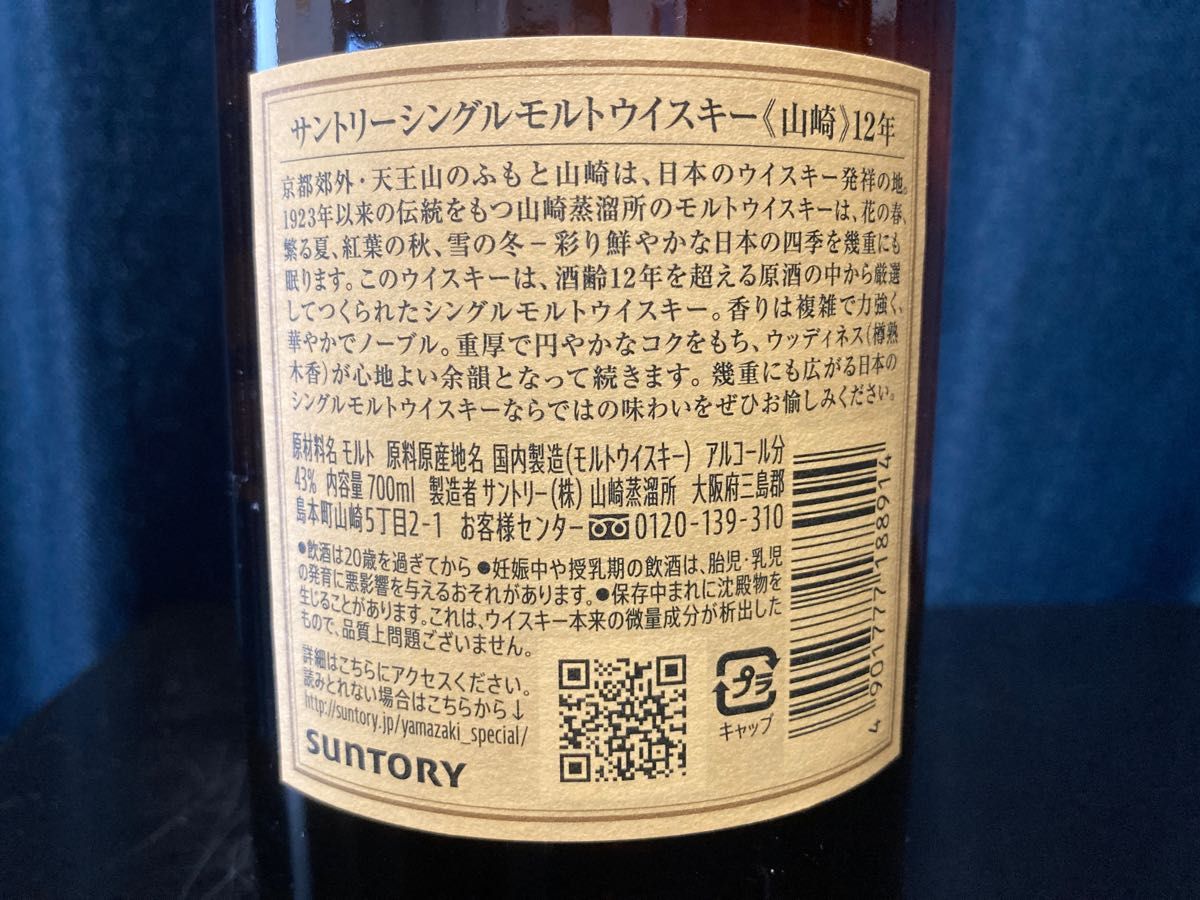 サントリーシングルモルトウイスキー《山崎》12年
京都郊外・天王山のふもと山崎は、日本のウイスキー発祥の地。
1923年以来の伝統をもつ山崎蒸溜所のモルトウイスキーは、花の春、
繁る夏、紅葉の秋、雪の冬－彩り鮮やかな日本の四季を幾重にも
眠ります。このウイスキーは、酒齢12年を超える原酒の中から厳選
してつくられたシングルモルトウイスキー。香りは複雑で力強く、
華やかでノーブル。重厚で円やかなコクをもち、ウッディネス(樽熟
木香)が心地よい余韻となって続きます。幾重にも広がる日本の
シングルモルトウイスキーならではの味わいをぜひお愉しみください。
原材料名 モルト 原料原産地名 国内製造(モルトウイスキー) アルコール分
43% 内容量 700ml 製造者 サントリー(株) 山崎蒸溜所 大阪府三島郡
島本町山崎5丁目2-1 お客様センター 0120-139-310
●飲酒は20歳を過ぎてから ●妊娠中や授乳期の飲酒は、胎児・乳児
の発育に悪影響を与えるおそれがあります。●保存中まれに沈殿物を
生じることがあります。これは、ウイスキー本来の微量成分が析出した
もので、品質上問題ございません。
詳細はこちらにアクセスください。
読みとれない場合はこちらから↓
http://suntory.jp/yamazaki_special/
SUNTORY
プラ
キャップ
4 901777 188914